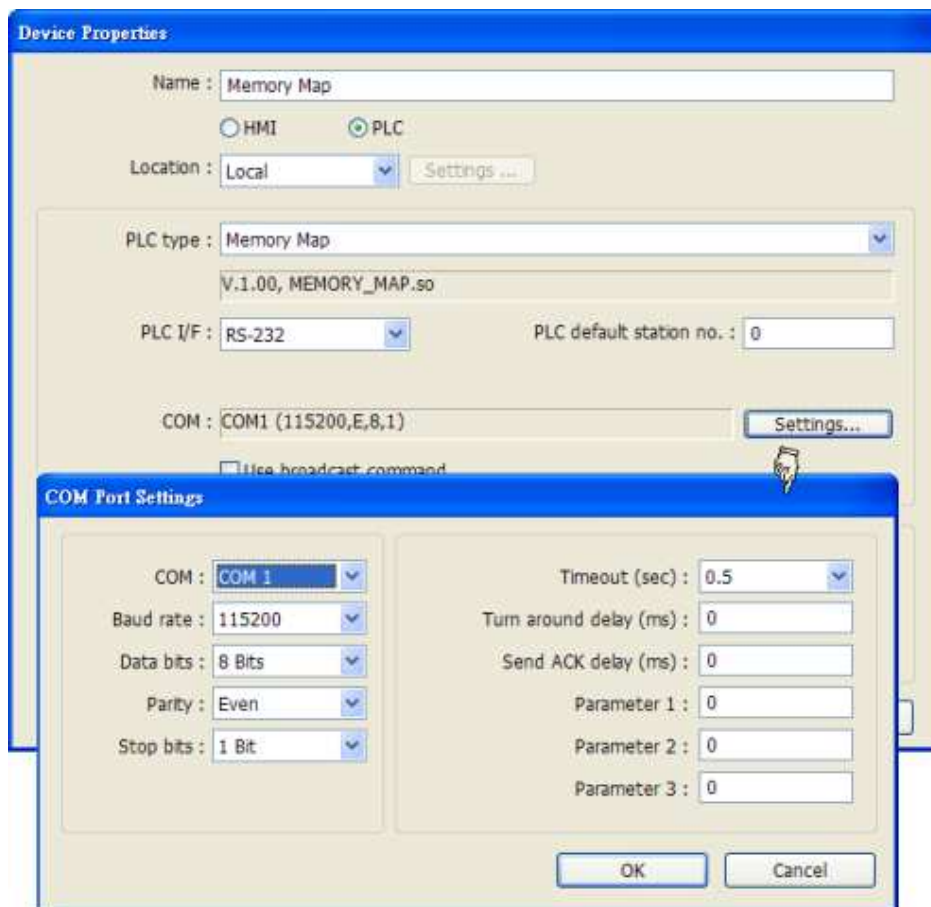 Device Properties
Name : Memory Map
HMI PLC
Location : Local Settings ...
PLC type : Memory Map
V.1.00, MEMORY_MAP.so
PLC I/F : RS-232 PLC default station no. : 0
COM : COM1 (115200,E,8,1) Settings...
Use broadcast command
COM Port Settings
COM : COM 1 Timeout (sec) : 0.5
Baud rate : 115200 Turn around delay (ms) : 0
Data bits : 8 Bits Send ACK delay (ms) : 0
Parity : Even Parameter 1 : 0
Stop bits : 1 Bit Parameter 2 : 0
Parameter 3 : 0
OK Cancel